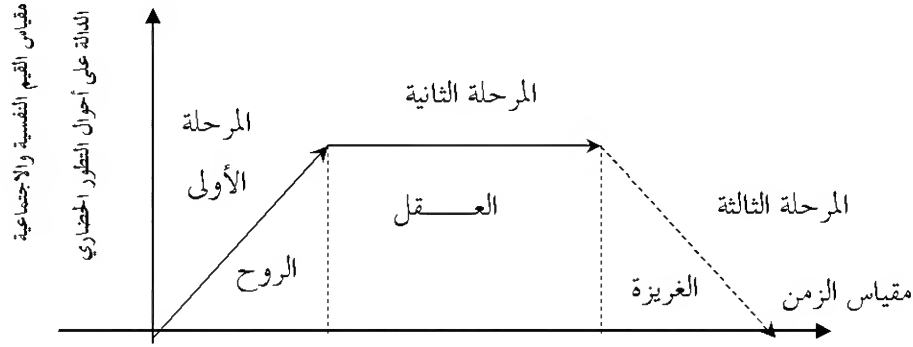 مقياس القيم النفسية والاجتماعية
الدالة على أحوال التطور الحضاري
المرحلة
الأولى
المرحلة الثانية
المرحلة الثالثة
الروح
العـــــقل
الغريزة
مقياس الزمن